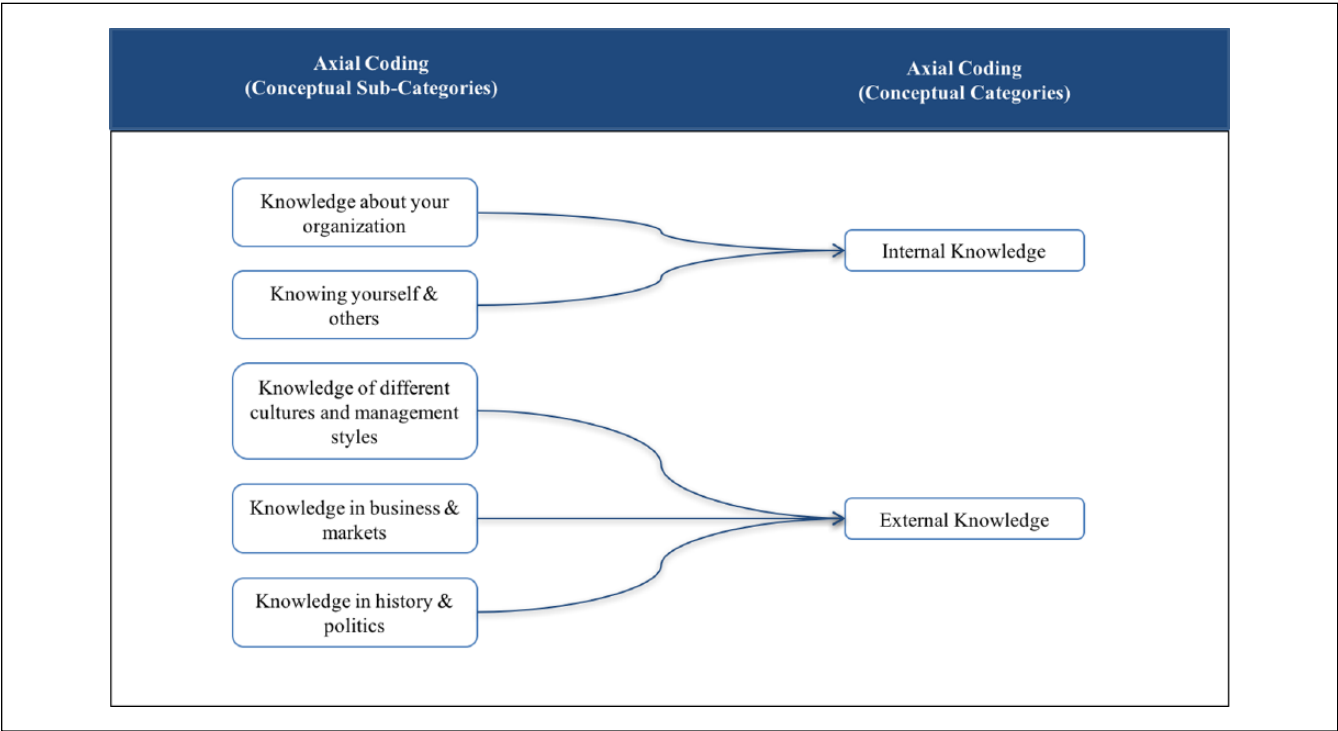 Axial Coding
(Conceptual Sub-Categories)
Axial Coding
(Conceptual Categories)
Knowledge about your
organization
Knowing yourself &
others
Knowledge of different
cultures and management
styles
Knowledge in business &
markets
Knowledge in history &
politics
Internal Knowledge
External Knowledge